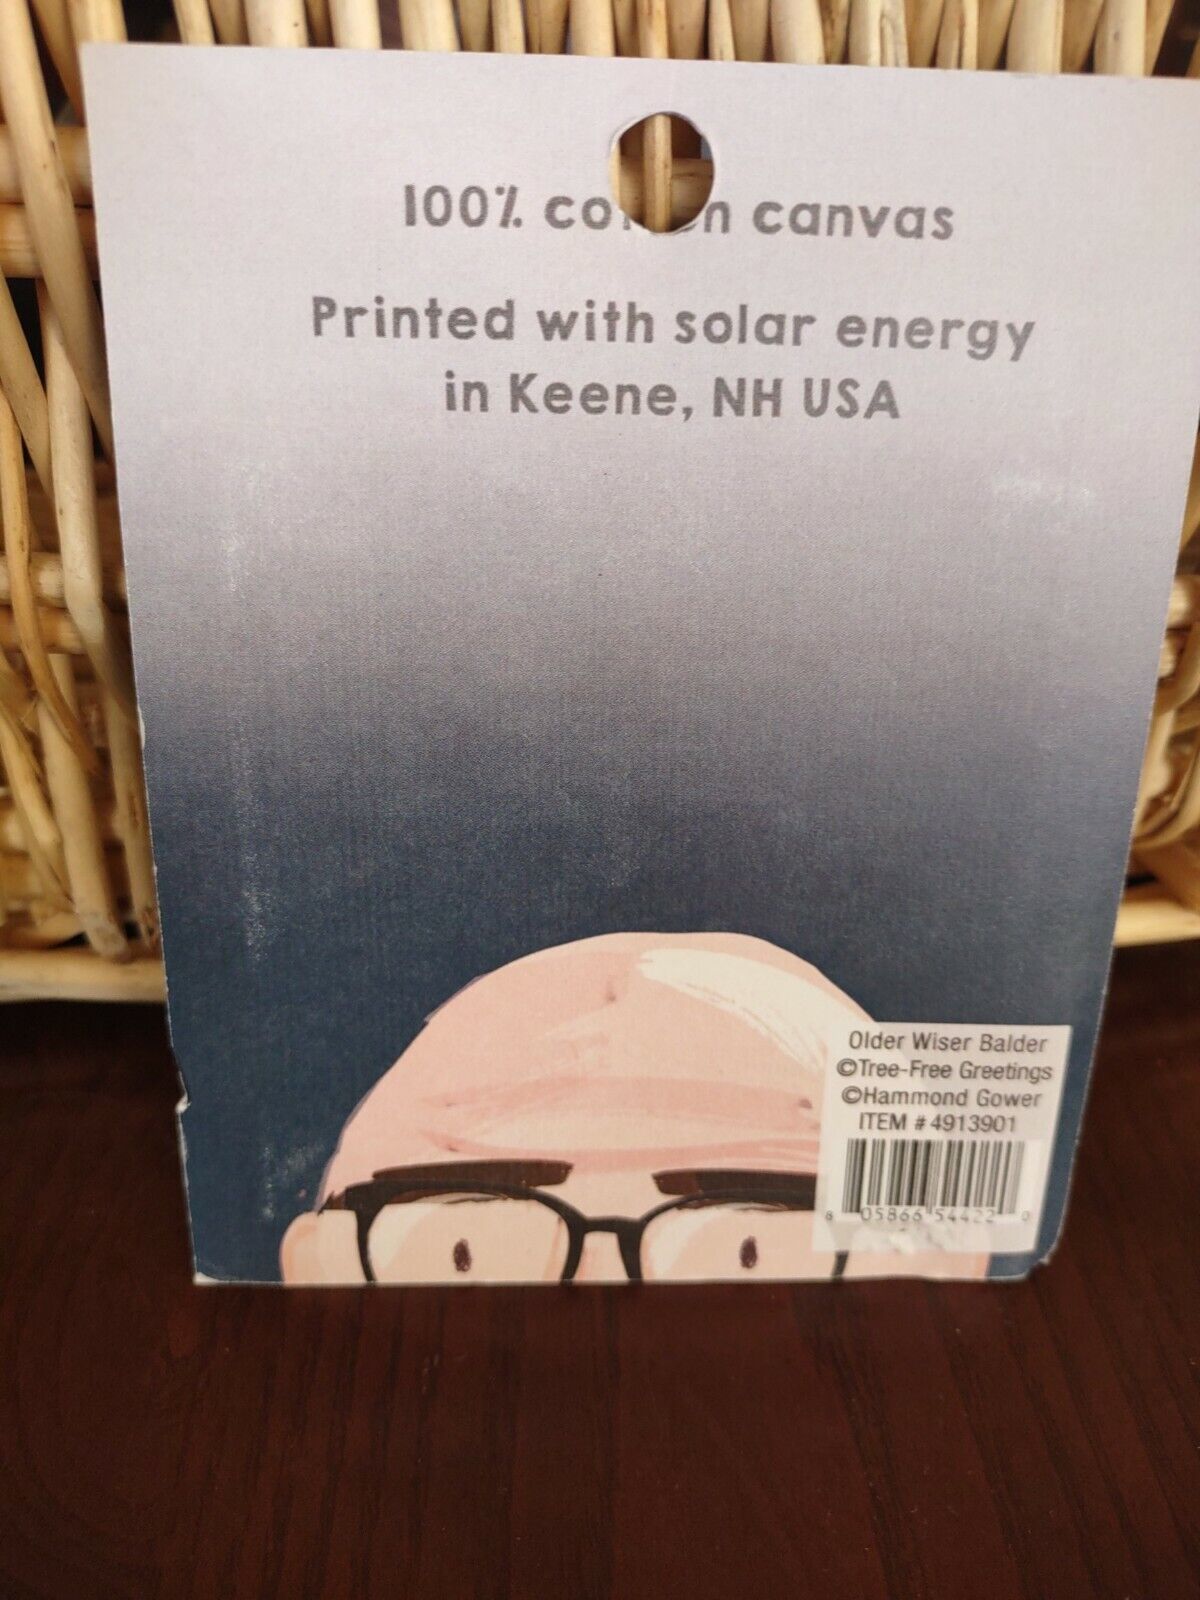 100% co n canvas
Printed with solar energy
in Keene, NH USA
Older Wiser Balder
©Tree-Free Greetings
©Hammond Gower
ITEM # 4913901
8 05866 54422 0